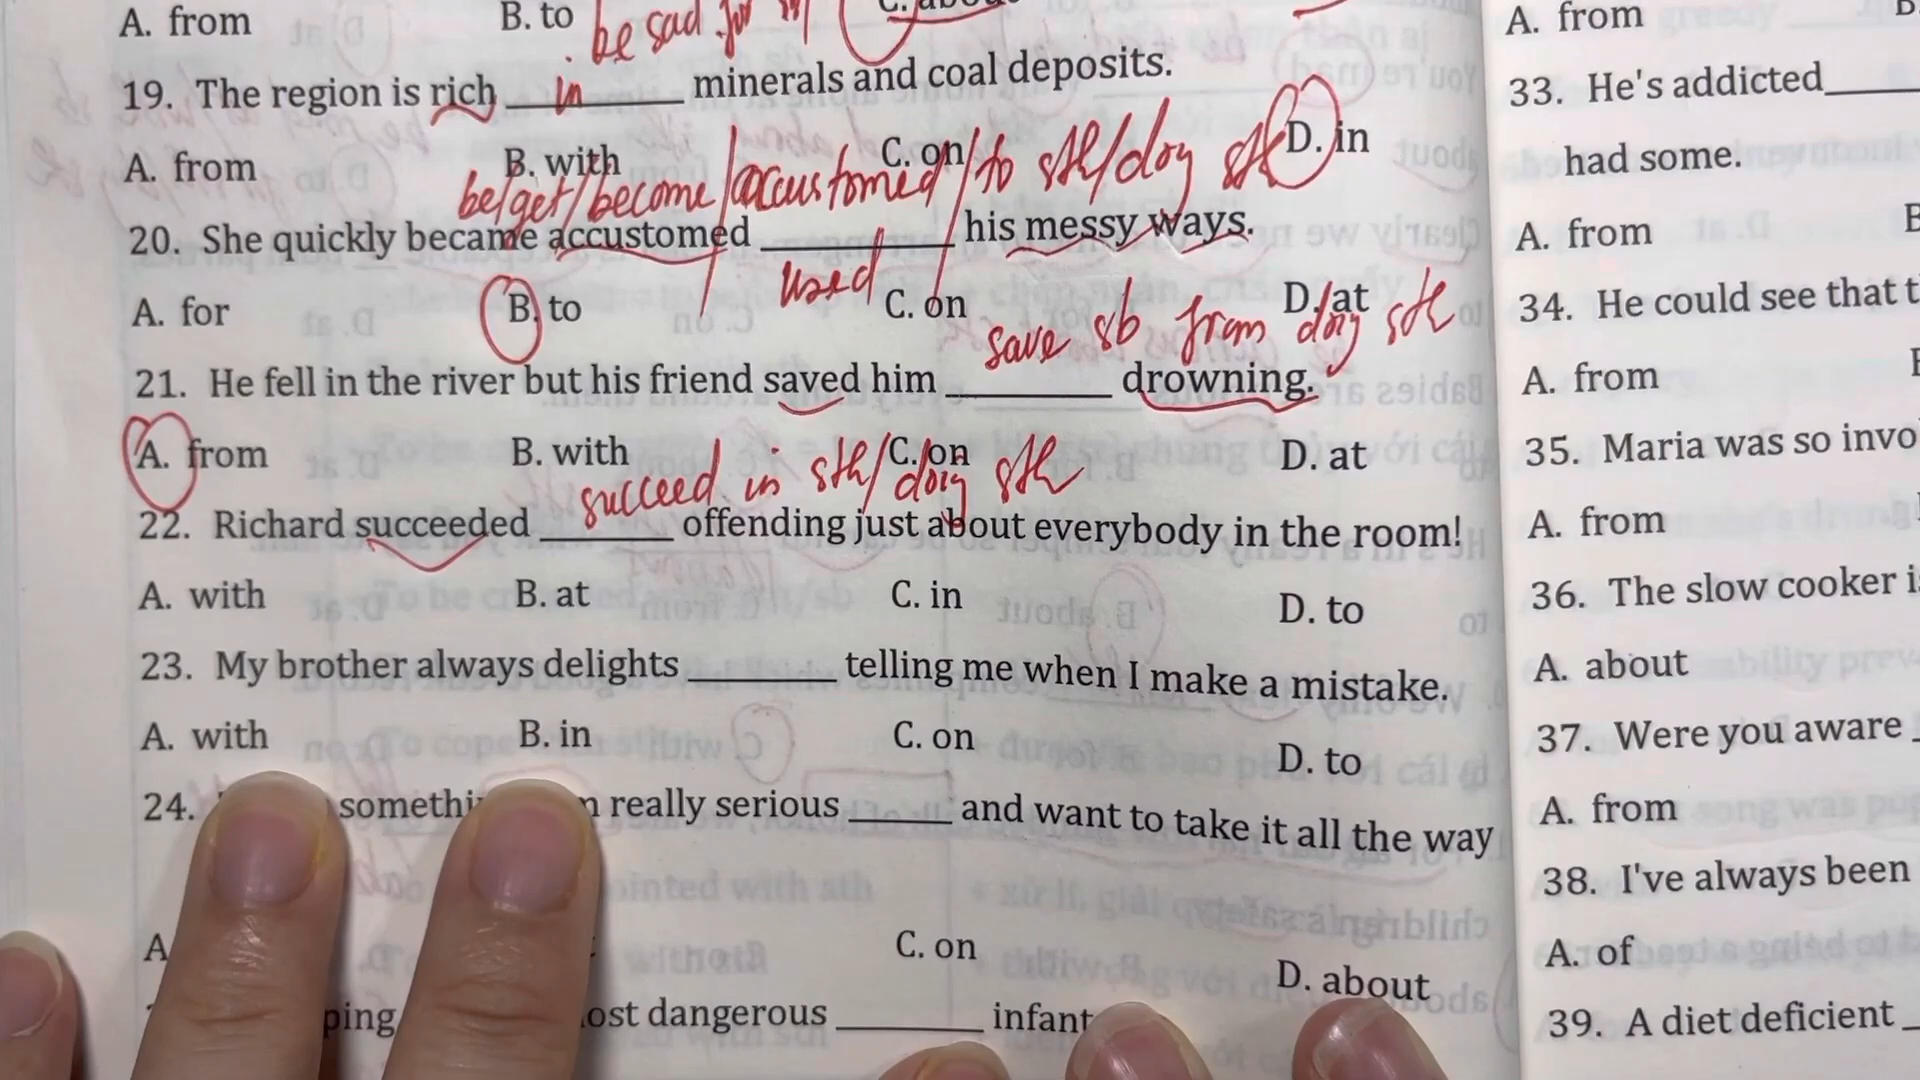 A. from B. to be sad for
19. The region is rich in minerals and coal deposits.
A. from B. with C. on D. in
be/get/become/accustomed/to sth/doing sth
20. She quickly became accustomed ________ his messy ways.
used
A. for B. to C. on D. at
save sb from doing sth
21. He fell in the river but his friend saved him ________ drowning.
A. from B. with C. on D. at
succeed in sth/doing sth
22. Richard succeeded ________ offending just about everybody in the room!
A. with B. at C. in D. to
23. My brother always delights ________ telling me when I make a mistake.
A. with B. in C. on D. to
24. really serious ________ and want to take it all the way
A C. on D. about
ping ost dangerous ________ infant
A. from
33. He's addicted
had some.
A. from
34. He could see that t
A. from
35. Maria was so invo
A. from
36. The slow cooker i
A. about
37. Were you aware
A. from
38. I've always been
A. of
39. A diet deficient